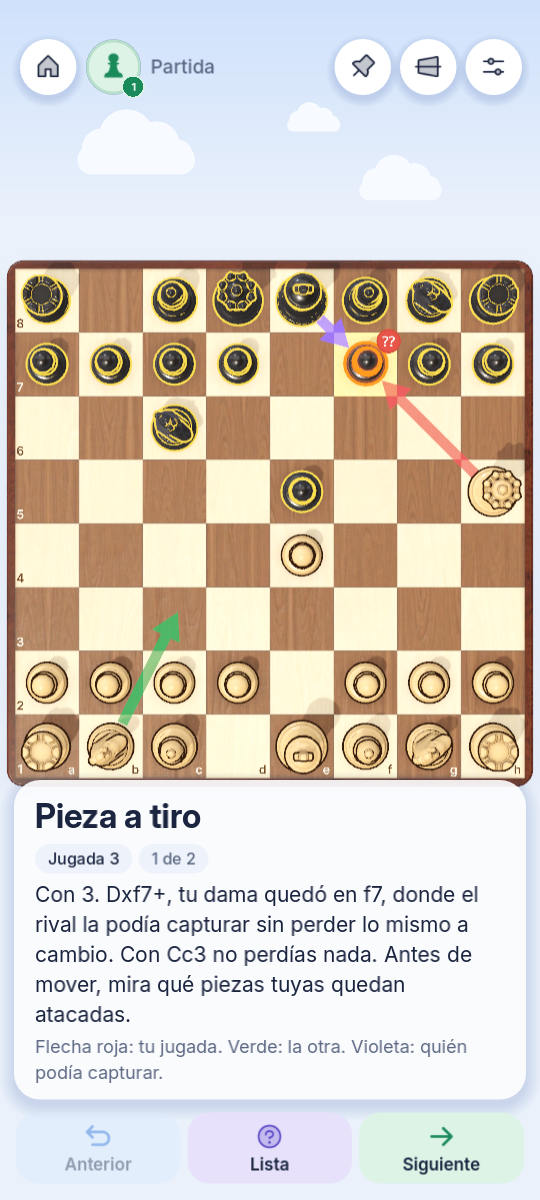 Partida
1
8
??
7
6
5
4
3
2
1 a b c d e f g h
Pieza a tiro
Jugada 3 1 de 2
Con 3. Dxf7+, tu dama quedó en f7, donde el
rival la podía capturar sin perder lo mismo a
cambio. Con Cc3 no perdías nada. Antes de
mover, mira qué piezas tuyas quedan
atacadas.
Flecha roja: tu jugada. Verde: la otra. Violeta: quién
podía capturar.
? 
Anterior Lista Siguiente